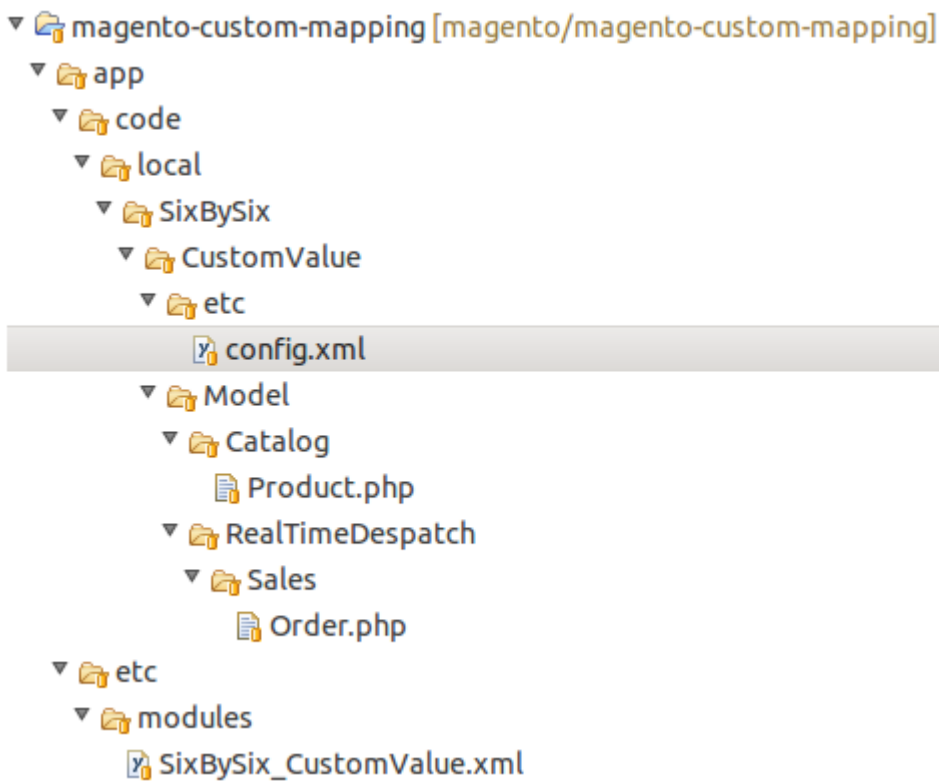 magento-custom-mapping [magento/magento-custom-mapping]
app
code
local
SixBySix
CustomValue
etc
config.xml
Model
Catalog
Product.php
RealTimeDespatch
Sales
Order.php
etc
modules
SixBySix_CustomValue.xml